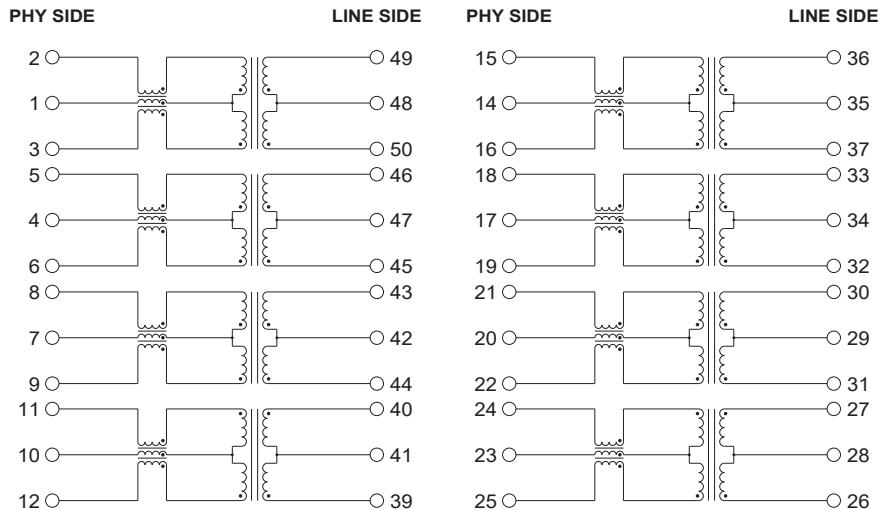 PHY SIDE LINE SIDE PHY SIDE LINE SIDE
2 49 15 36
1 48 14 35
3 50 16 37
5 46 18 33
4 47 17 34
6 45 19 32
8 43 21 30
7 42 20 29
9 44 22 31
11 40 24 27
10 41 23 28
12 39 25 26